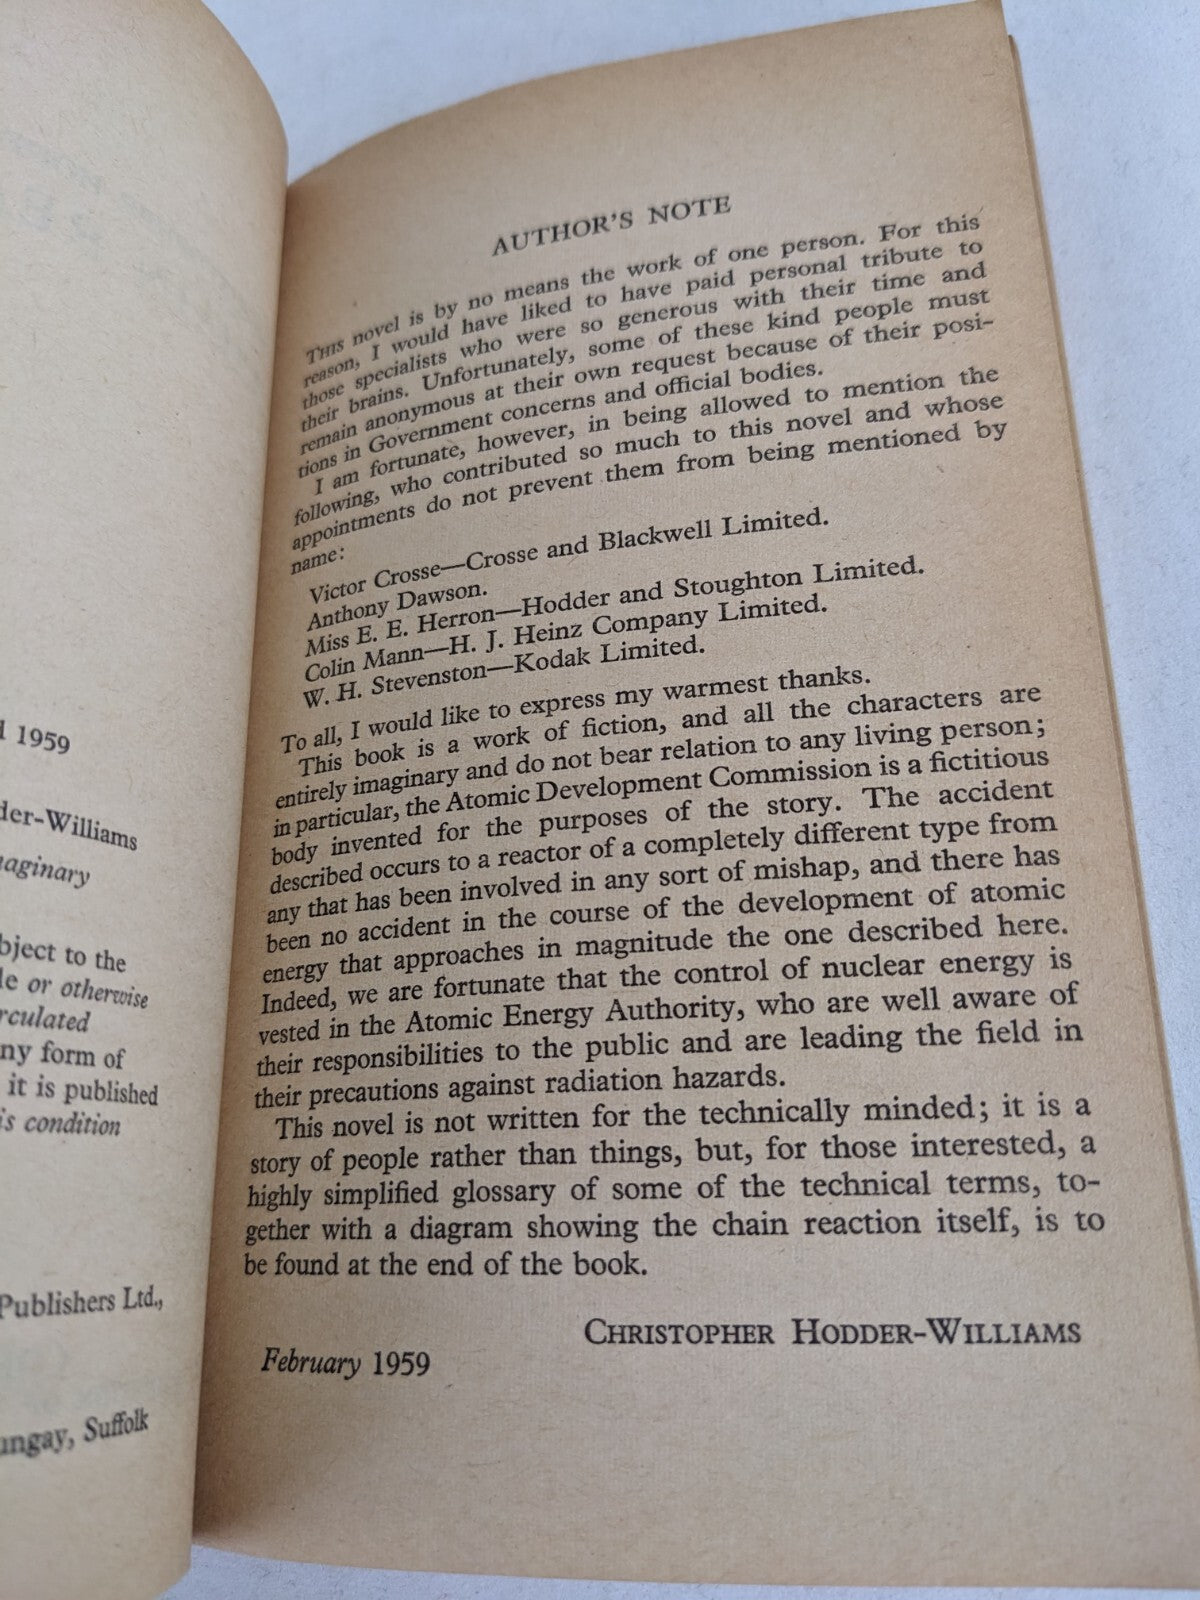 d 1959
der-Williams
maginary
bject to the
le or otherwise
rculated
ny form of
it is published
is condition
Publishers Ltd.,
ungay, Suffolk
AUTHOR'S NOTE
THIS novel is by no means the work of one person. For this
reason, I would have liked to have paid personal tribute to
those specialists who were so generous with their time and
their brains. Unfortunately, some of these kind people must
remain anonymous at their own request because of their posi-
tions in Government concerns and official bodies.
I am fortunate, however, in being allowed to mention the
following, who contributed so much to this novel and whose
appointments do not prevent them from being mentioned by
name:
Victor Crosse—Crosse and Blackwell Limited.
Anthony Dawson.
Miss E. E. Herron—Hodder and Stoughton Limited.
Colin Mann—H. J. Heinz Company Limited.
W. H. Stevenston—Kodak Limited.
To all, I would like to express my warmest thanks.
This book is a work of fiction, and all the characters are
entirely imaginary and do not bear relation to any living person;
in particular, the Atomic Development Commission is a fictitious
body invented for the purposes of the story. The accident
described occurs to a reactor of a completely different type from
any that has been involved in any sort of mishap, and there has
been no accident in the course of the development of atomic
energy that approaches in magnitude the one described here.
Indeed, we are fortunate that the control of nuclear energy is
vested in the Atomic Energy Authority, who are well aware of
their responsibilities to the public and are leading the field in
their precautions against radiation hazards.
This novel is not written for the technically minded; it is a
story of people rather than things, but, for those interested, a
highly simplified glossary of some of the technical terms, to-
gether with a diagram showing the chain reaction itself, is to
be found at the end of the book.
CHRISTOPHER HODDER-WILLIAMS
February 1959